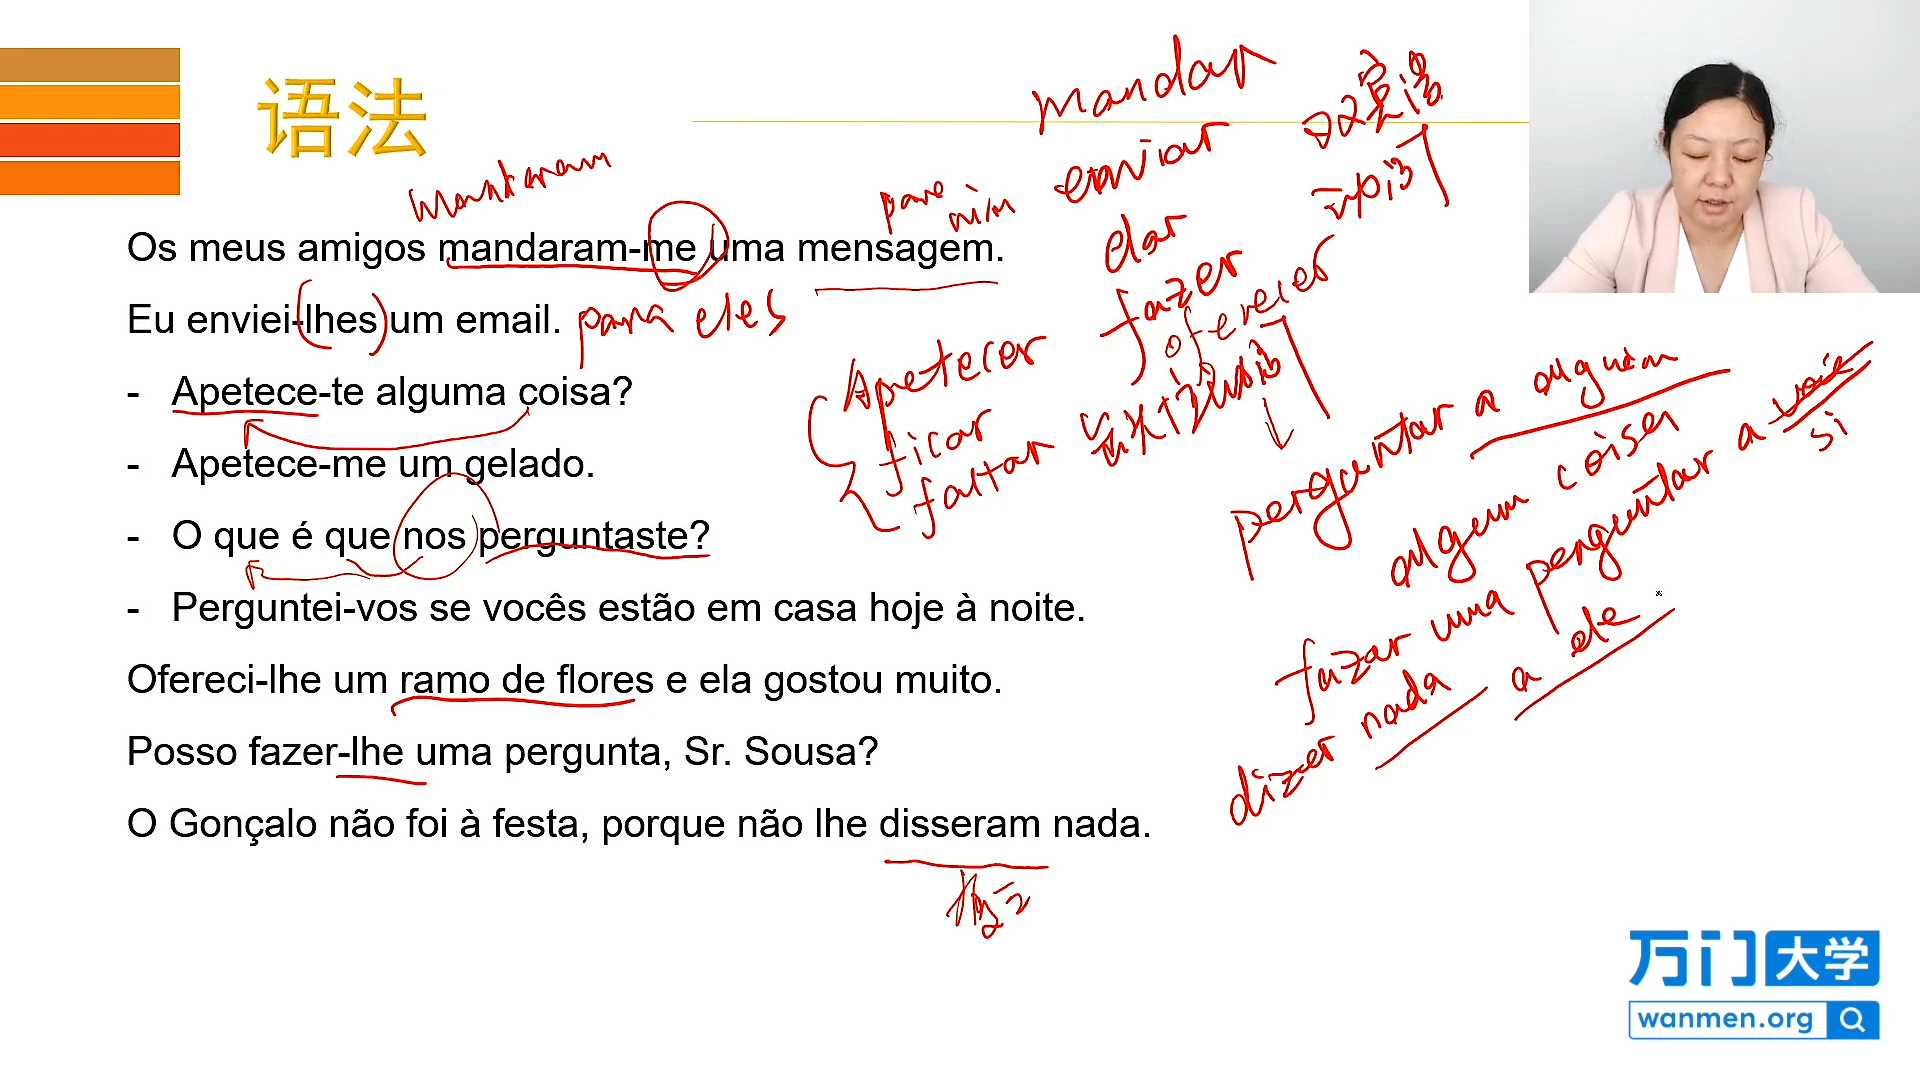 语法
mandar
enviar
双宾语
动词
para
mim
dar
Os meus amigos mandaram-me uma mensagem.
fazer
oferecer
Eu enviei-lhes um email. para eles
Apetecer
- Apetece-te alguma coisa?
ficar
faltar
perguntar a alguém
alguma coisa
- Apetece-me um gelado.
- O que é que nos perguntaste?
fazer uma perguntar a você
si
- Perguntei-vos se vocês estão em casa hoje à noite.
dizer nada a ele
Ofereci-lhe um ramo de flores e ela gostou muito.
Posso fazer-lhe uma pergunta, Sr. Sousa?
O Gonçalo não foi à festa, porque não lhe disseram nada.
万门大学
wanmen.org